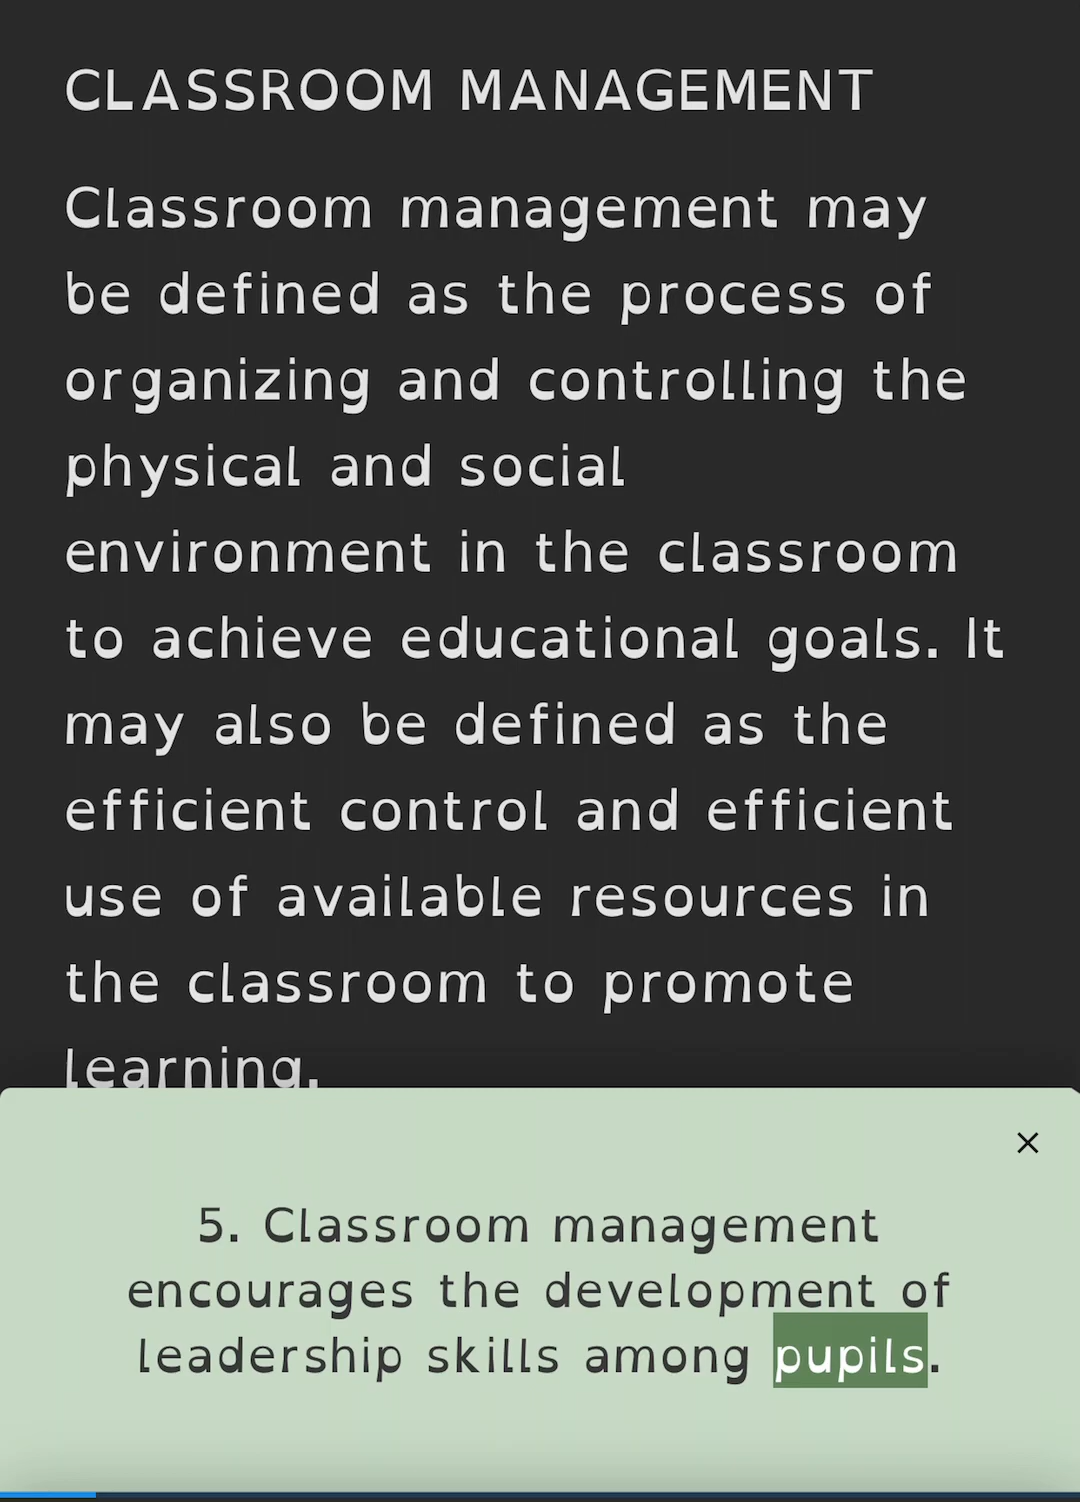 CLASSROOM MANAGEMENT
Classroom management may
be defined as the process of
organizing and controlling the
physical and social
environment in the classroom
to achieve educational goals. It
may also be defined as the
efficient control and efficient
use of available resources in
the classroom to promote
learning.
5. Classroom management
encourages the development of
leadership skills among pupils.